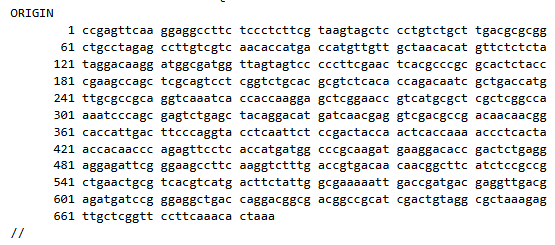 ORIGIN
1 ccgagttcaa ggaggccttc tccctcttcg taagtagctc cctgtctgct tgacgcgcgg
61 ctgcctagag ccttgtcgtc aacaccatga ccatgttgtt gctaacacat gttctctcta
121 taggacaagg atggcgatgg ttagtagtcc cccttcgaac tcacgcccgc gcactctacc
181 cgaagccagc tcgcagtcct cggtctgcac gcgtctcaca ccagacaatc gctgaccatg
241 ttgcgccgca ggtcaaatca ccaccaagga gctcggaacc gtcatgcgct cgctcggcca
301 aaatcccagc gagtctgagc tacaggacat gatcaacgag gtcgacgccg acaacaacgg
361 caccattgac ttcccaggta cctcaattct ccgactacca actcaccaaa accctcacta
421 accacaaccc agagttcctc accatgatgg cccgcaagat gaaggacacc gactctgagg
481 aggagattcg ggaagccttc aaggtctttg accgtgacaa caacggcttc atctccgccg
541 ctgaactgcg tcacgtcatg acttctattg gcgaaaaatt gaccgatgac gaggttgacg
601 agatgatccg ggaggctgac caggacggcg acggccgcat cgactgtagg cgctaaagag
661 ttgctcggtt ccttcaaaca ctaaa
//